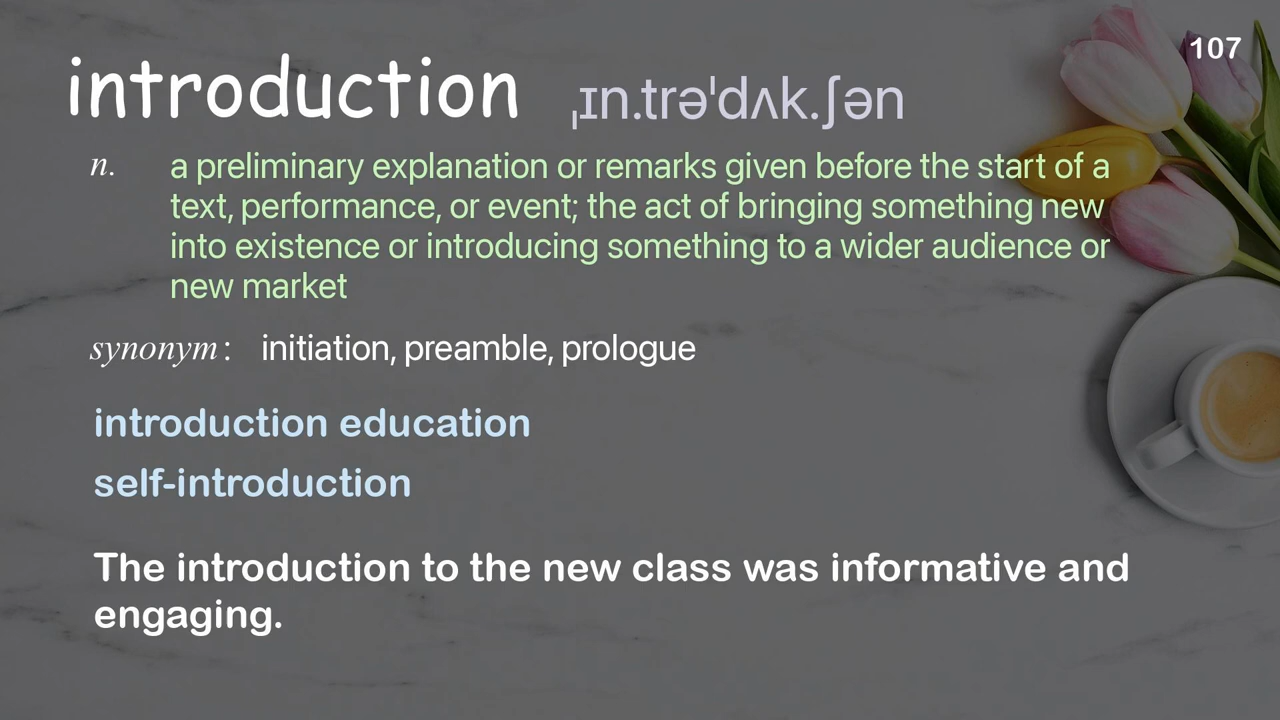 107
introduction ˌɪn.trəˈdʌk.ʃən
n. a preliminary explanation or remarks given before the start of a
text, performance, or event; the act of bringing something new
into existence or introducing something to a wider audience or
new market
synonym: initiation, preamble, prologue
introduction education
self-introduction
The introduction to the new class was informative and
engaging.